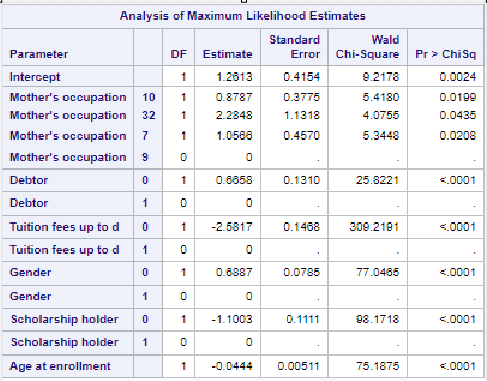 Analysis of Maximum Likelihood Estimates
Parameter DF Estimate Standard Error Wald Chi-Square Pr > ChiSq
Intercept 1 1.2613 0.4154 9.2178 0.0024
Mother's occupation 10 1 0.8787 0.3775 5.4180 0.0199
Mother's occupation 32 1 2.2848 1.1318 4.0755 0.0435
Mother's occupation 7 1 1.0566 0.4570 5.3448 0.0208
Mother's occupation 9 0 0 . . .
Debtor 0 1 0.6658 0.1310 25.8221 <.0001
Debtor 1 0 0 . . .
Tuition fees up to d 0 1 -2.5817 0.1468 309.2191 <.0001
Tuition fees up to d 1 0 0 . . .
Gender 0 1 0.6887 0.0785 77.0465 <.0001
Gender 1 0 0 . . .
Scholarship holder 0 1 -1.1003 0.1111 98.1718 <.0001
Scholarship holder 1 0 0 . . .
Age at enrollment 1 -0.0444 0.00511 75.1875 <.0001